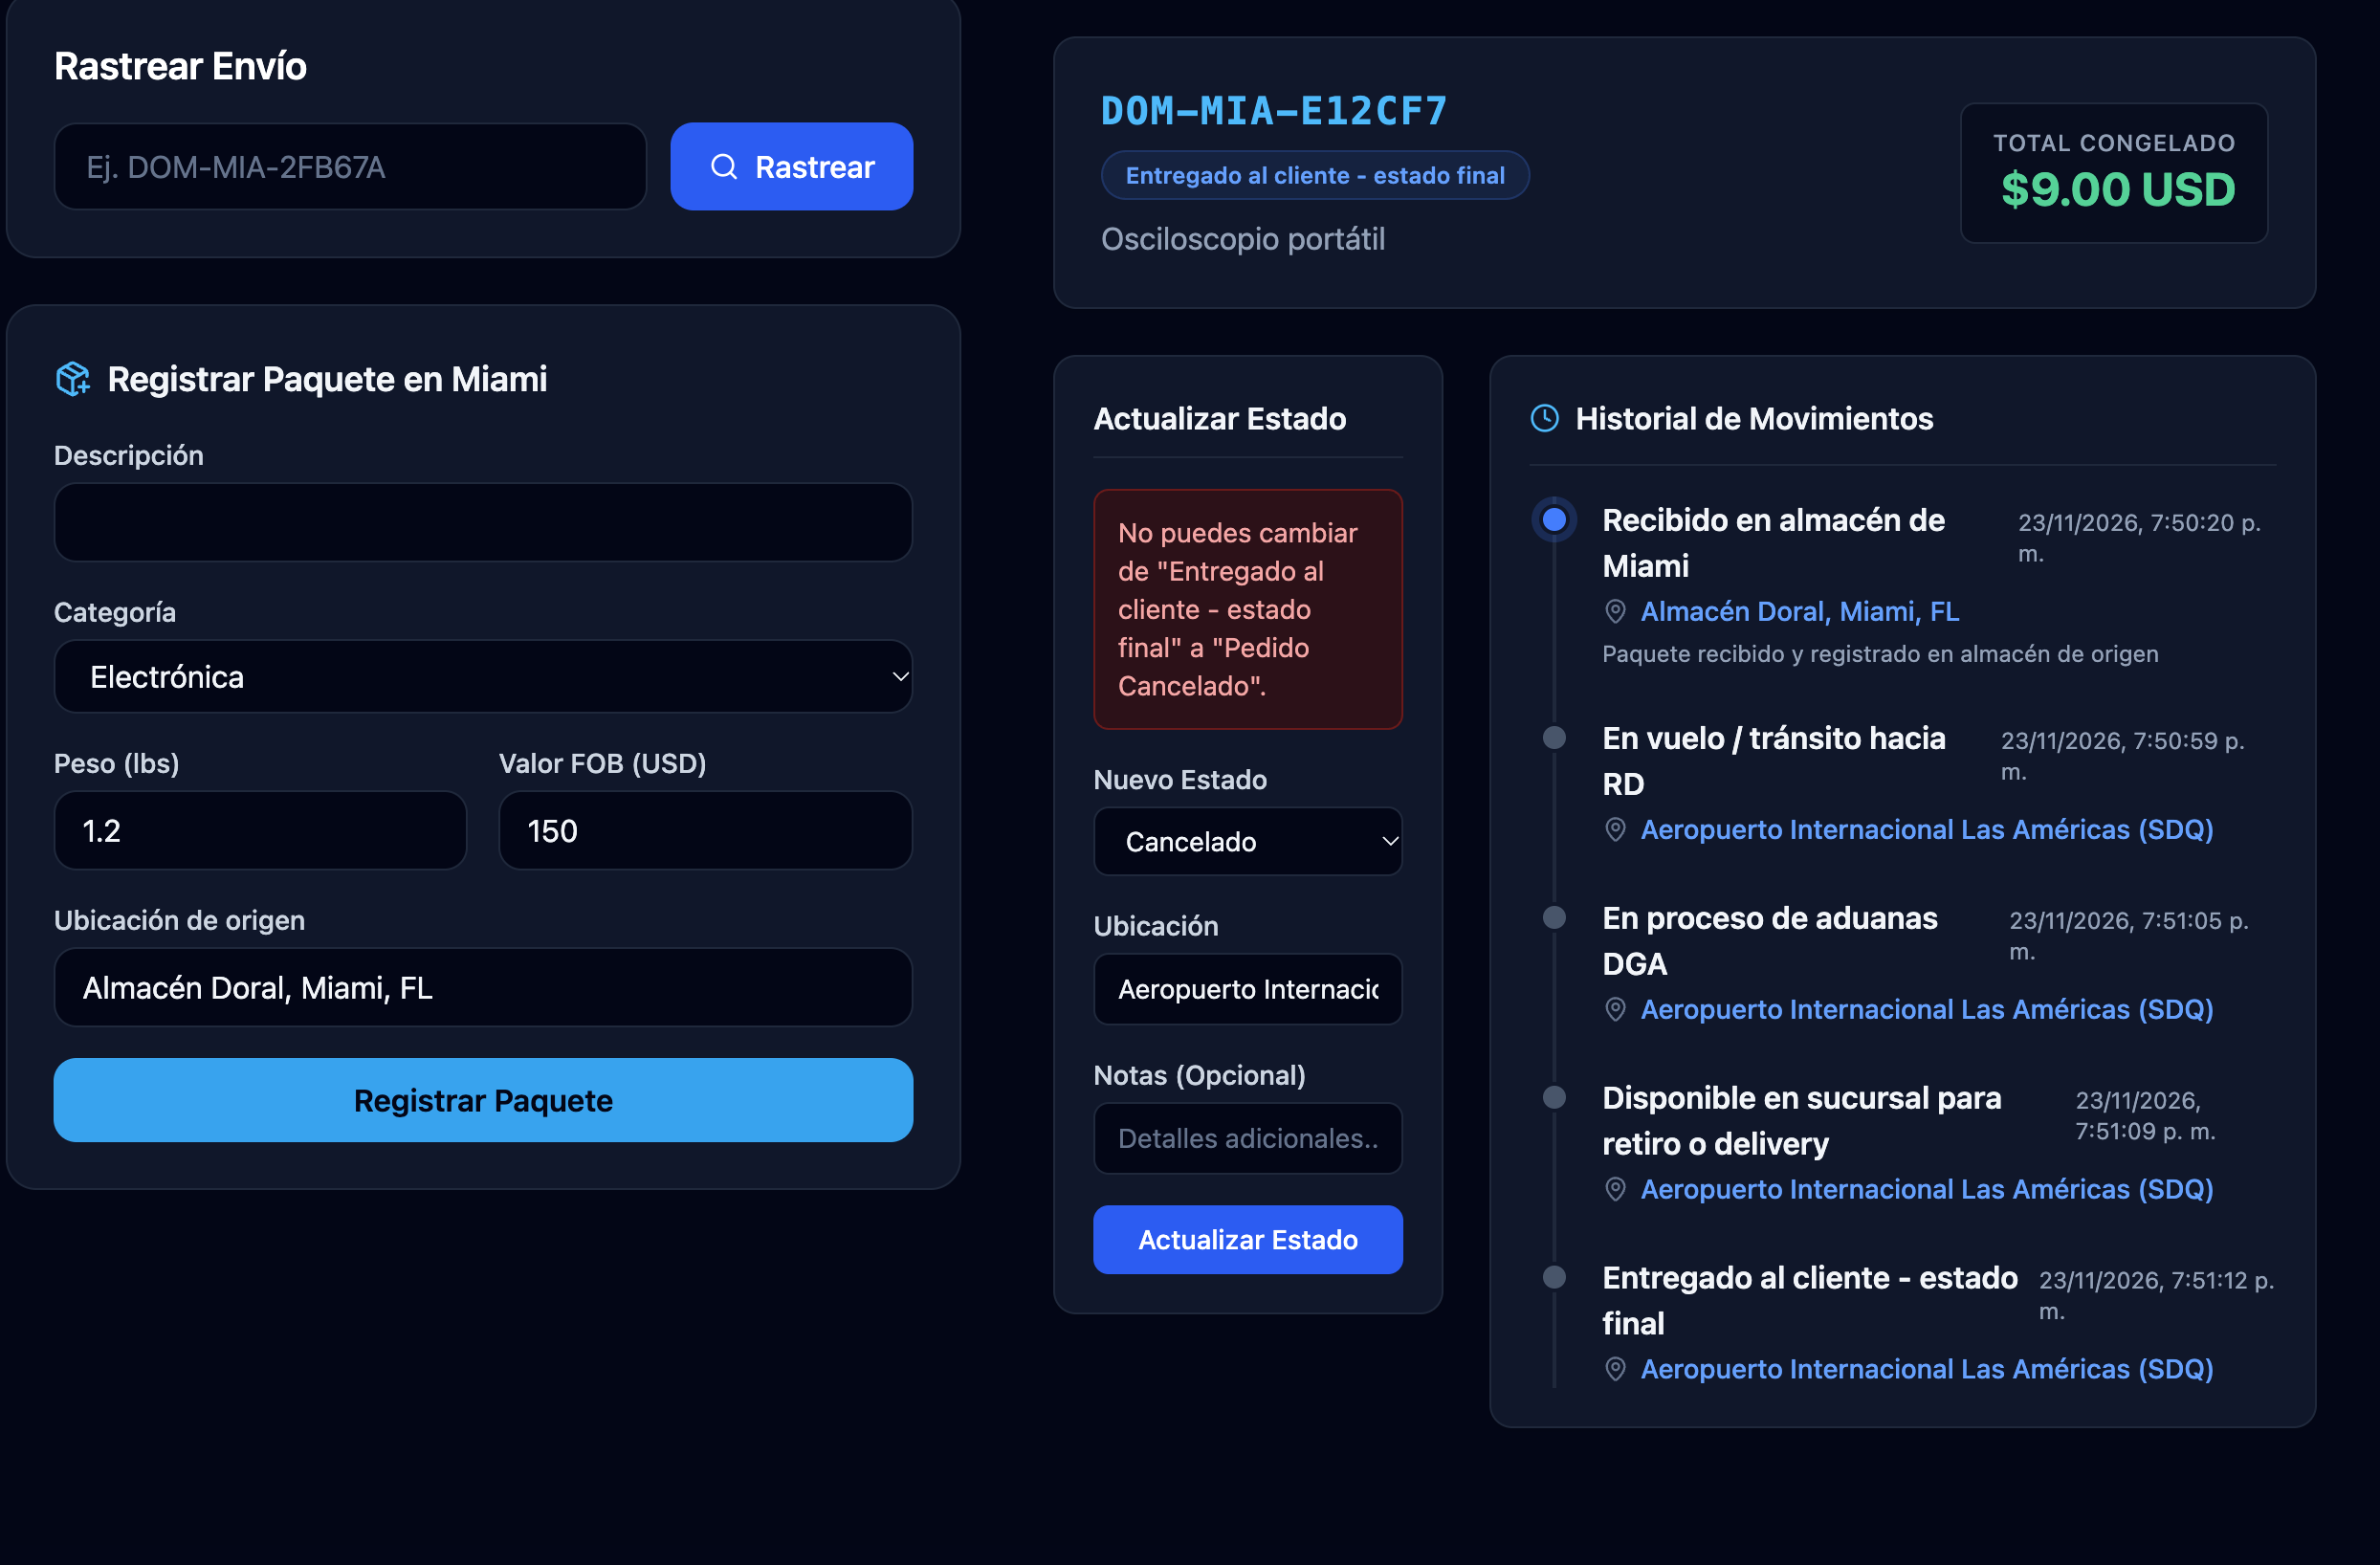 Rastrear Envío
Ej. DOM-MIA-2FB67A
Rastrear
Registrar Paquete en Miami
Descripción
Categoría
Electrónica
Peso (lbs)
Valor FOB (USD)
1.2
150
Ubicación de origen
Almacén Doral, Miami, FL
Registrar Paquete
DOM-MIA-E12CF7
Entregado al cliente - estado final
Osciloscopio portátil
TOTAL CONGELADO
$9.00 USD
Actualizar Estado
No puedes cambiar
de "Entregado al
cliente - estado
final" a "Pedido
Cancelado".
Nuevo Estado
Cancelado
Ubicación
Aeropuerto Internacic
Notas (Opcional)
Detalles adicionales..
Actualizar Estado
Historial de Movimientos
Recibido en almacén de
Miami
23/11/2026, 7:50:20 p.
m.
Almacén Doral, Miami, FL
Paquete recibido y registrado en almacén de origen
En vuelo / tránsito hacia
RD
23/11/2026, 7:50:59 p.
m.
Aeropuerto Internacional Las Américas (SDQ)
En proceso de aduanas
DGA
23/11/2026, 7:51:05 p.
m.
Aeropuerto Internacional Las Américas (SDQ)
Disponible en sucursal para
retiro o delivery
23/11/2026,
7:51:09 p. m.
Aeropuerto Internacional Las Américas (SDQ)
Entregado al cliente - estado
final
23/11/2026, 7:51:12 p.
m.
Aeropuerto Internacional Las Américas (SDQ)